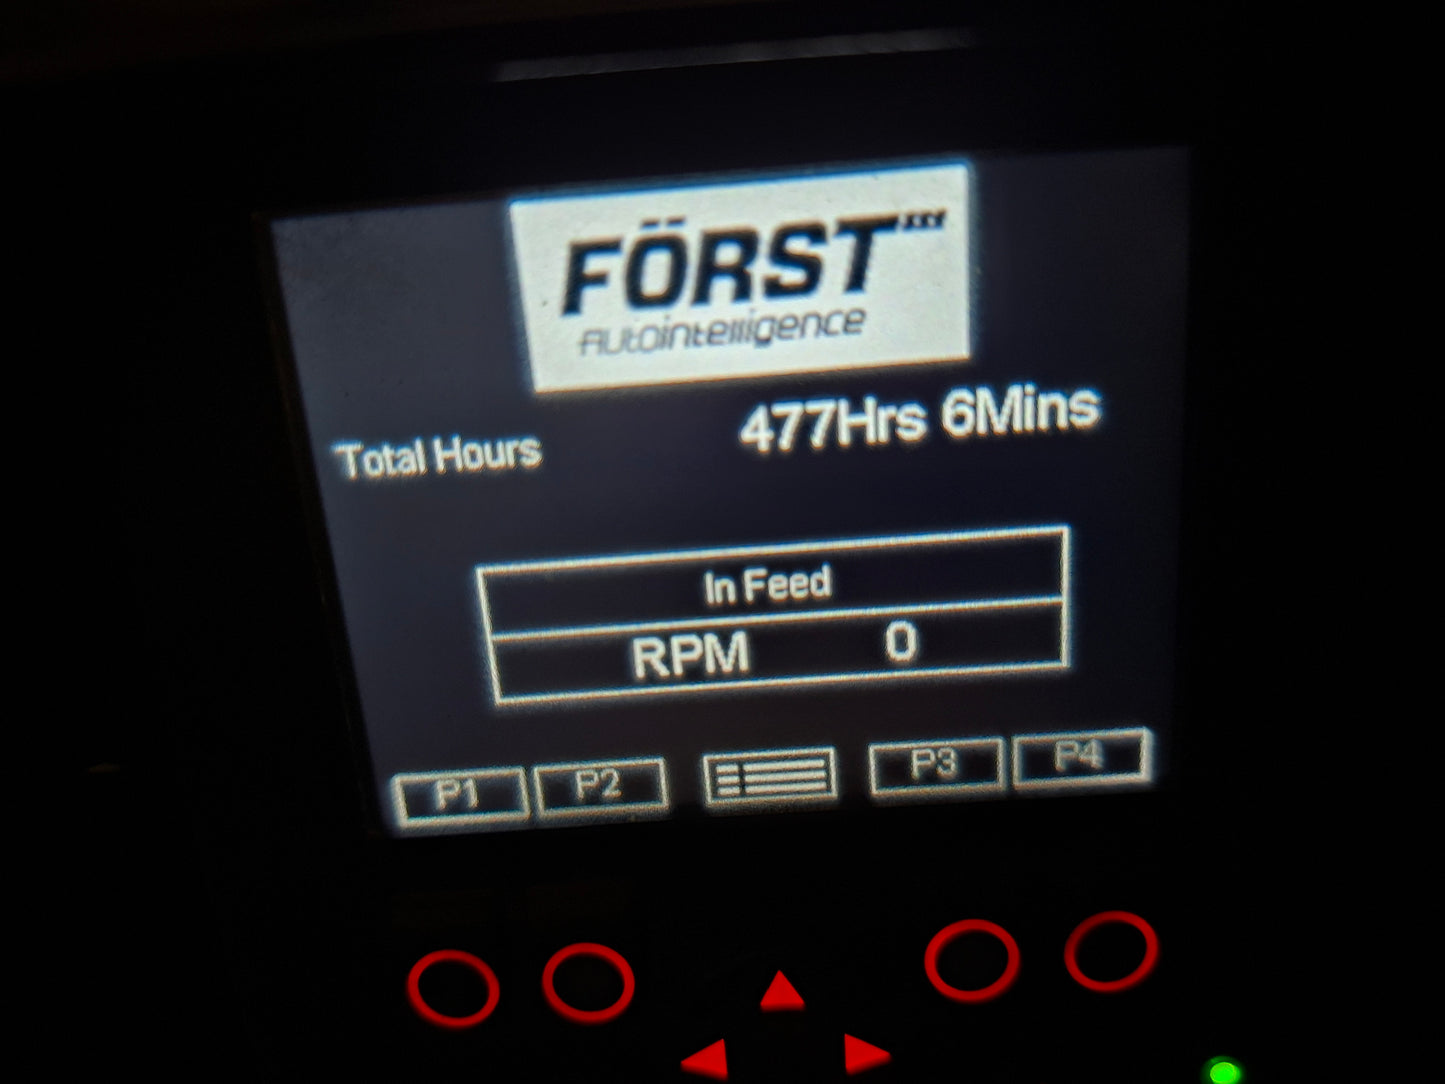 FÖRST
AutoIntelligence
Total Hours 477Hrs 6Mins
In Feed
RPM 0
P1 P2 P3 P4